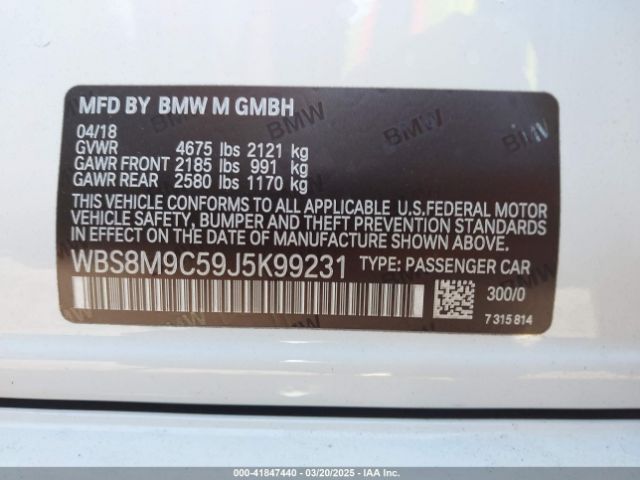 MFD BY BMW M GMBH
04/18
GVWR 4675 lbs 2121 kg
GAWR FRONT 2185 lbs 991 kg
GAWR REAR 2580 lbs 1170 kg
THIS VEHICLE CONFORMS TO ALL APPLICABLE U.S.FEDERAL MOTOR
VEHICLE SAFETY, BUMPER AND THEFT PREVENTION STANDARDS
IN EFFECT ON THE DATE OF MANUFACTURE SHOWN ABOVE.
WBS8M9C59J5K99231 TYPE: PASSENGER CAR
300/0
7 315 814
000-41847440 - 03/20/2025 - IAA Inc.